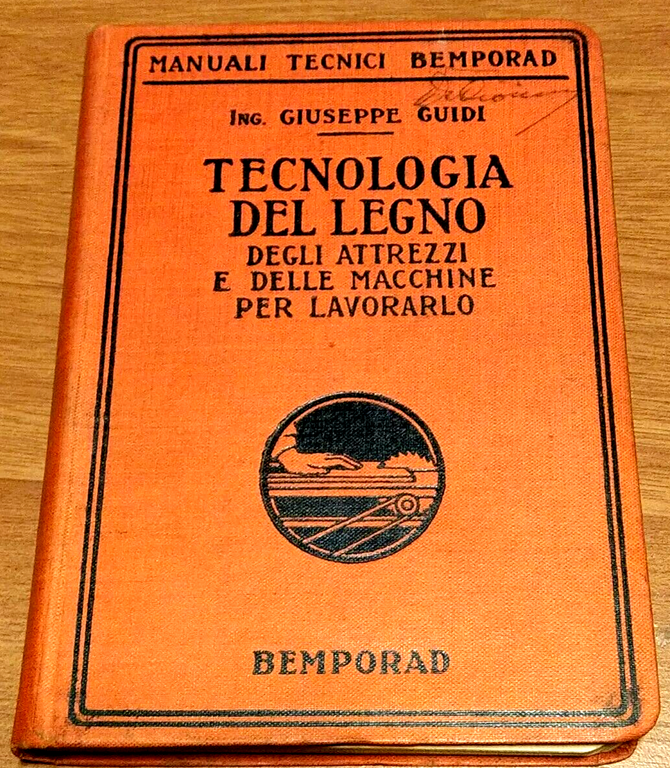 MANUALI TECNICI BEMPORAD
ING. GIUSEPPE GUIDI
TECNOLOGIA
DEL LEGNO
DEGLI ATTREZZI
E DELLE MACCHINE
PER LAVORARLO
BEMPORAD